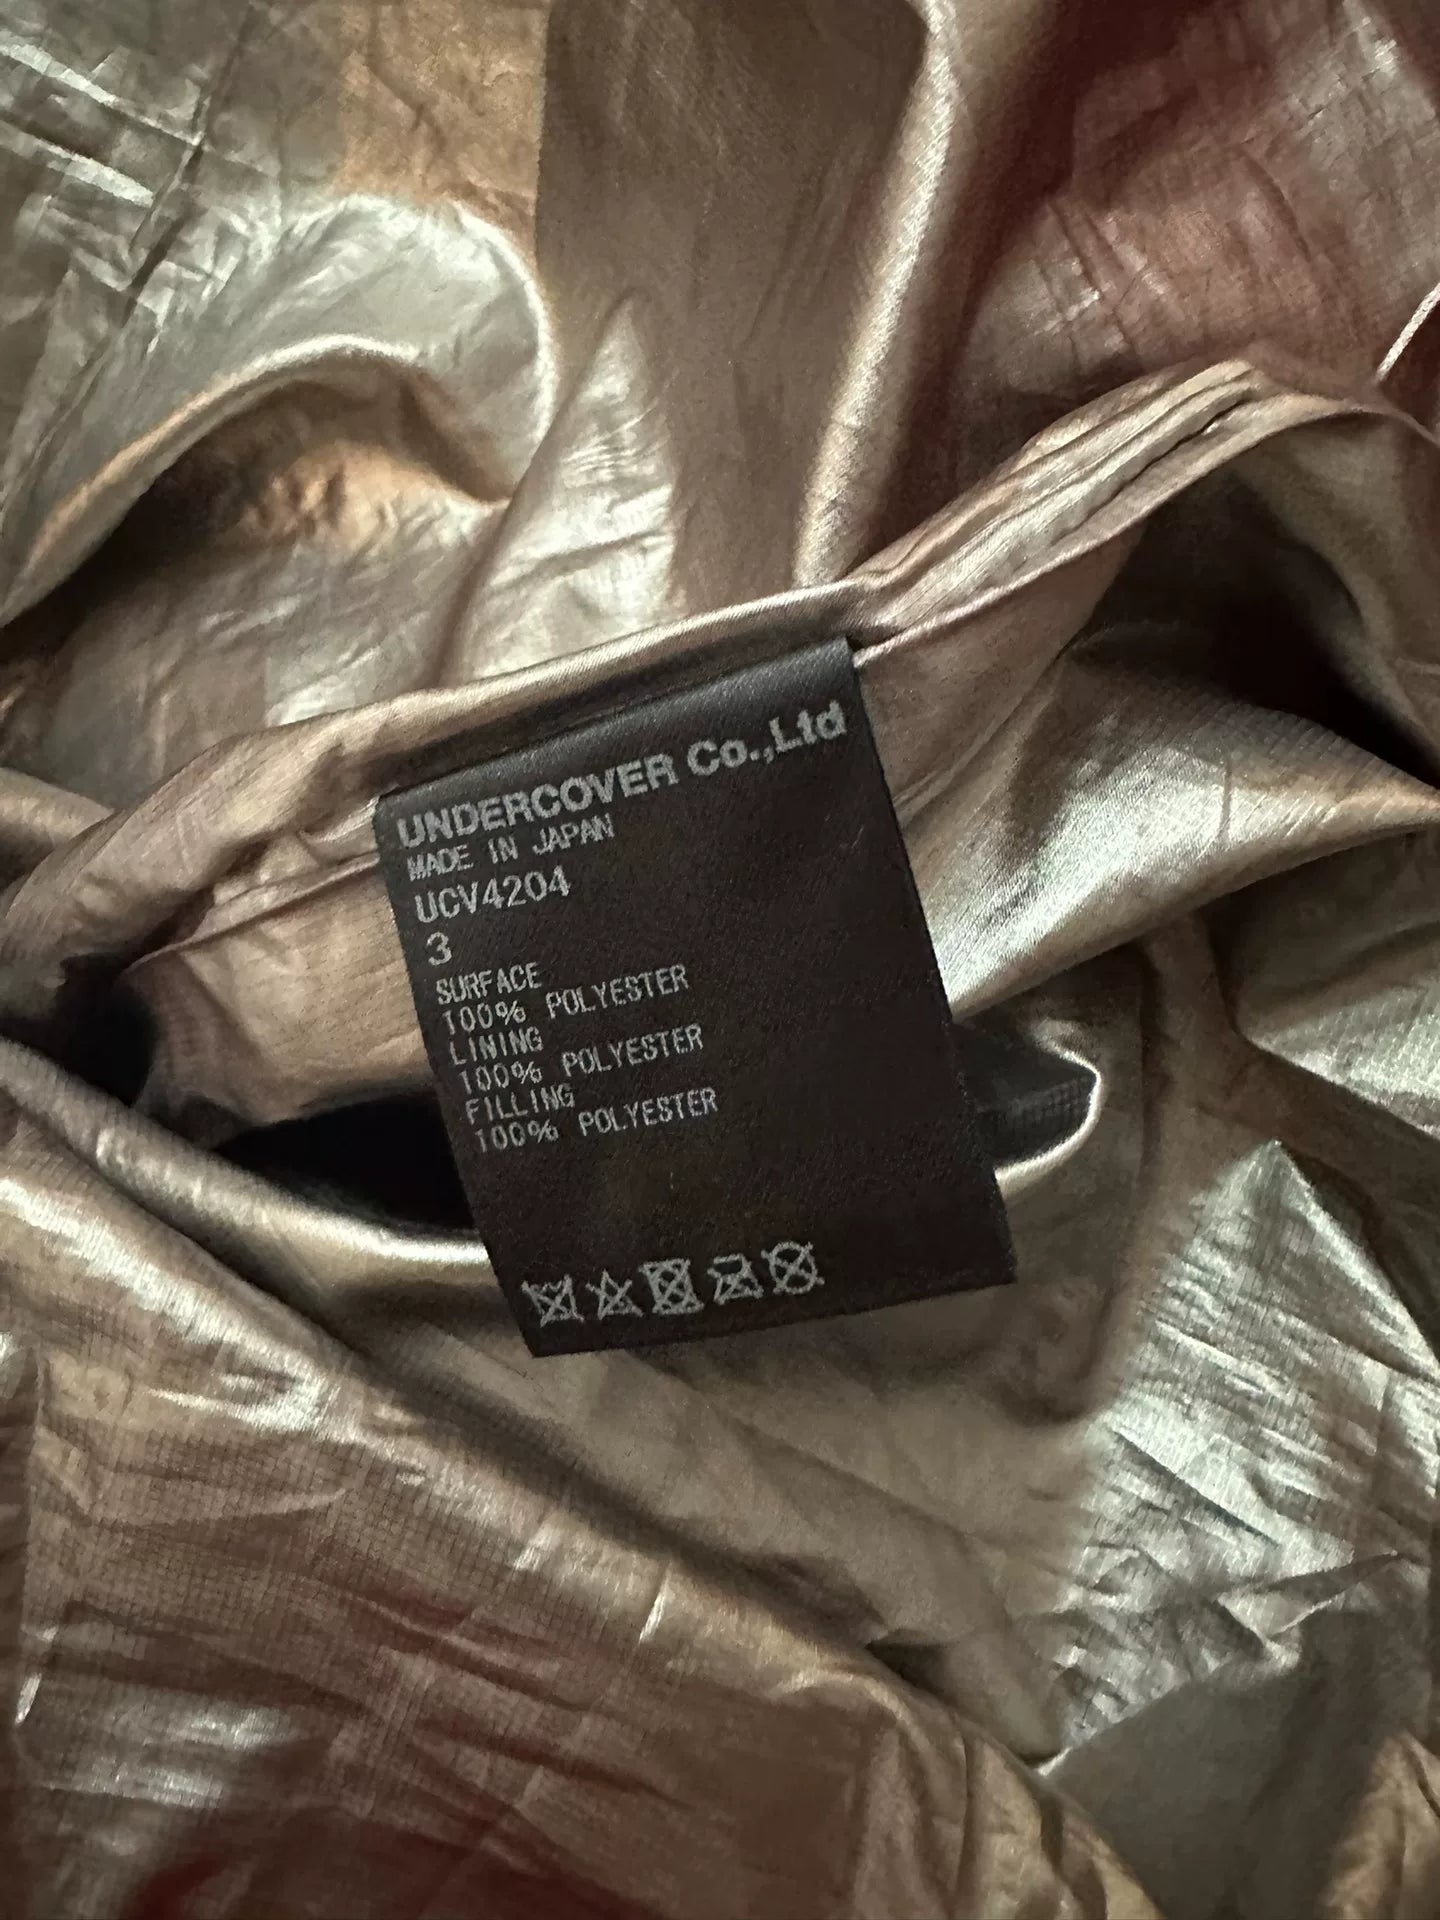 UNDERCOVER Co.,Ltd
MADE IN JAPAN
UCV4204
3
SURFACE
100% POLYESTER
LINING
100% POLYESTER
FILLING
100% POLYESTER